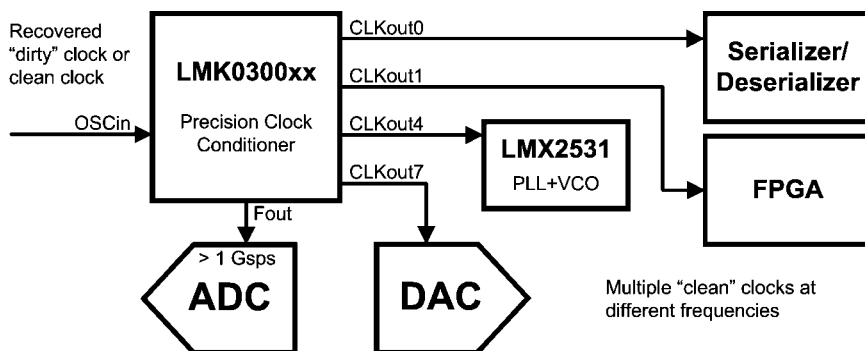 Recovered
“dirty” clock or
clean clock
OSCin
LMK0300xx
Precision Clock
Conditioner
CLKout0
CLKout1
CLKout4
CLKout7
Fout
Serializer/
Deserializer
LMX2531
PLL+VCO
FPGA
> 1 Gsps
ADC
DAC
Multiple “clean” clocks at
different frequencies